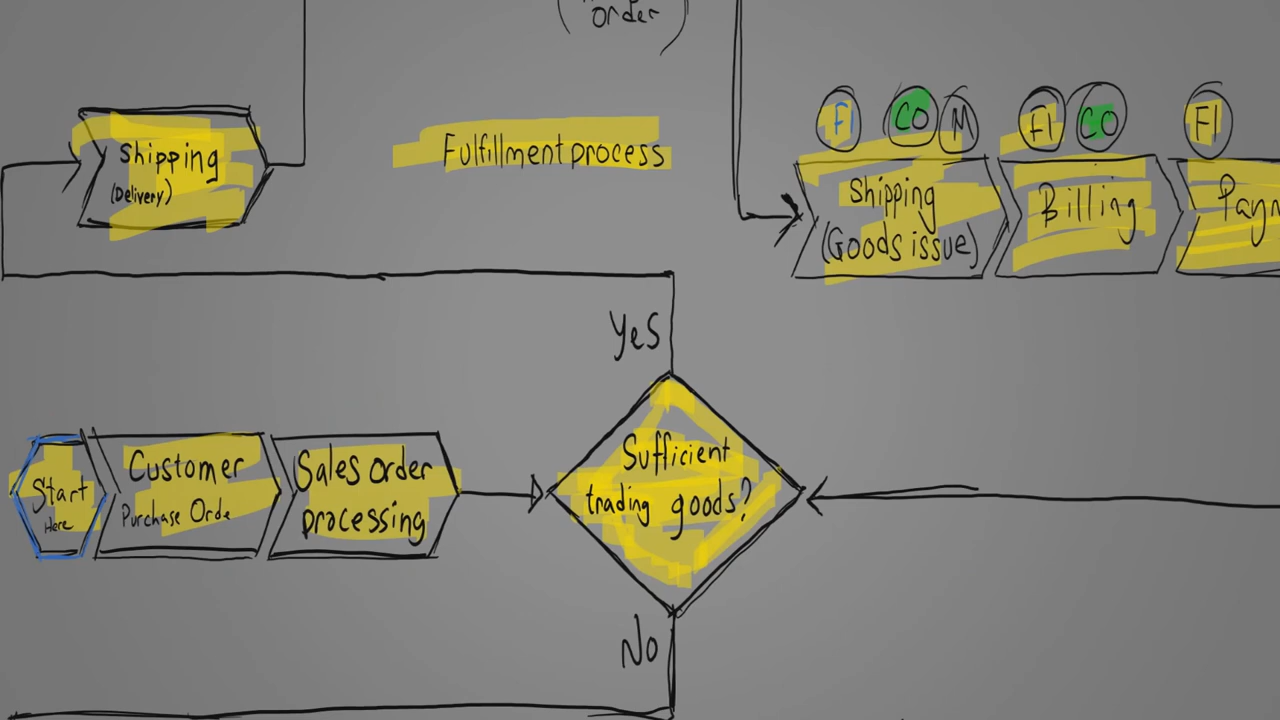 order
F
CO
M
FI
CO
FI
Shipping
(Delivery)
Fulfillment process
Shipping
(Goods issue)
Billing
YeS
Customer
Purchase Orde
Sales Order
processing
Start
Here
Sufficient
trading goods?
No